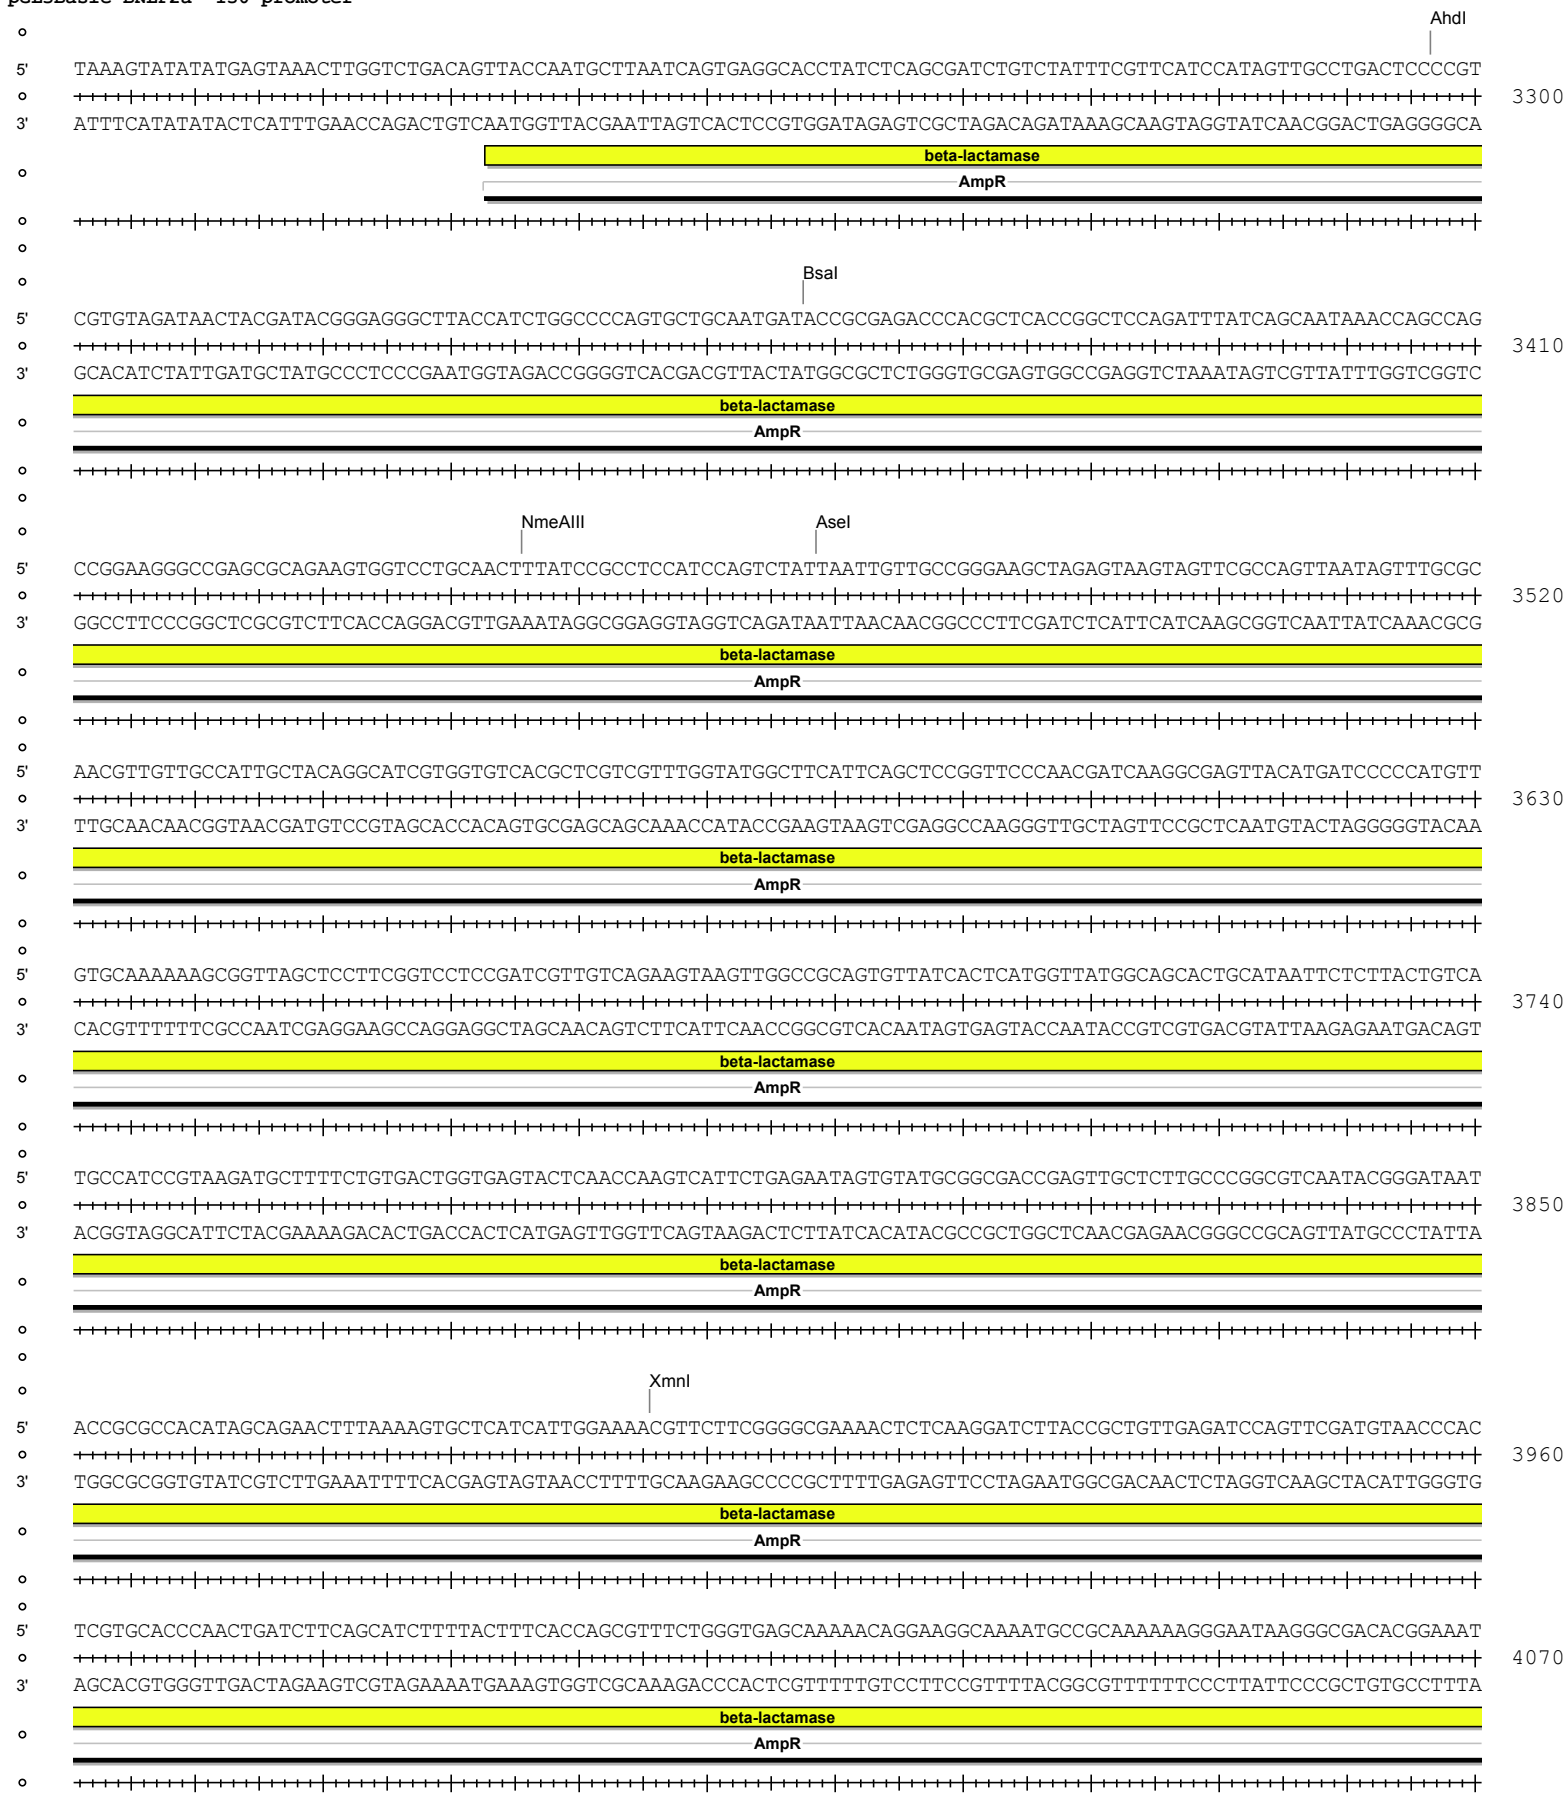 AhdI
5' TAAAGTATATATGAGTAAACTTGGTCTGACAGTTACCAATGCTTAATCAGTGAGGCACCTATCTCAGCGATCTGTCTATTTCGTTCATCCATAGTTGCCTGACTCCCCGT
3300
3' ATTTCATATATACTCATTTGAACCAGACTGTCAATGGTTACGAATTAGTCACTCCGTGGATAGAGTCGCTAGACAGATAAAGCAAGTAGGTATCAACGGACTGAGGGGCA
beta-lactamase
AmpR
BsaI
5' CGTGTAGATAACTACGATACGGGAGGGCTTACCATCTGGCCCCAGTGCTGCAATGATACCGCGAGACCCACGCTCACCGGCTCCAGATTTATCAGCAATAAACCAGCCAG
3410
3' GCACATCTATTGATGCTATGCCCTCCCGAATGGTAGACCGGGGTCACGACGTTACTATGGCGCTCTGGGTGCGAGTGGCCGAGGTCTAAATAGTCGTTATTTGGTCGGTC
beta-lactamase
AmpR
NmeAIII AseI
5' CCGGAAGGGCCGAGCGCAGAAGTGGTCCTGCAACTTTATCCGCCTCCATCCAGTCTATTAATTGTTGCCGGGAAGCTAGAGTAAGTAGTTCGCCAGTTAATAGTTTGCGC
3520
3' GGCCTTCCCGGCTCGCGTCTTCACCAGGACGTTGAAATAGGCGGAGGTAGGTCAGATAATTAACAACGGCCCTTCGATCTCATTCATCAAGCGGTCAATTATCAAACGCG
beta-lactamase
AmpR
5' AACGTTGTTGCCATTGCTACAGGCATCGTGGTGTCACGCTCGTCGTTTGGTATGGCTTCATTCAGCTCCGGTTCCCAACGATCAAGGCGAGTTACATGATCCCCCATGTT
3630
3' TTGCAACAACGGTAACGATGTCCGTAGCACCACAGTGCGAGCAGCAAACCATACCGAAGTAAGTCGAGGCCAAGGGTTGCTAGTTCCGCTCAATGTACTAGGGGGTACAA
beta-lactamase
AmpR
5' GTGCAAAAAAGCGGTTAGCTCCTTCGGTCCTCCGATCGTTGTCAGAAGTAAGTTGGCCGCAGTGTTATCACTCATGGTTATGGCAGCACTGCATAATTCTCTTACTGTCA
3740
3' CACGTTTTTTCGCCAATCGAGGAAGCCAGGAGGCTAGCAACAGTCTTCATTCAACCGGCGTCACAATAGTGAGTACCAATACCGTCGTGACGTATTAAGAGAATGACAGT
beta-lactamase
AmpR
5' TGCCATCCGTAAGATGCTTTTCTGTGACTGGTGAGTACTCAACCAAGTCATTCTGAGAATAGTGTATGCGGCGACCGAGTTGCTCTTGCCCGGCGTCAATACGGGATAAT
3850
3' ACGGTAGGCATTCTACGAAAAGACACTGACCACTCATGAGTTGGTTCAGTAAGACTCTTATCACATACGCCGCTGGCTCAACGAGAACGGGCCGCAGTTATGCCCTATTA
beta-lactamase
AmpR
XmnI
5' ACCGCGCCACATAGCAGAACTTTAAAAGTGCTCATCATTGGAAAACGTTCTTCGGGGCGAAAACTCTCAAGGATCTTACCGCTGTTGAGATCCAGTTCGATGTAACCCAC
3960
3' TGGCGCGGTGTATCGTCTTGAAATTTTCACGAGTAGTAACCTTTTGCAAGAAGCCCCGCTTTTGAGAGTTCCTAGAATGGCGACAACTCTAGGTCAAGCTACATTGGGTG
beta-lactamase
AmpR
5' TCGTGCACCCAACTGATCTTCAGCATCTTTTACTTTCACCAGCGTTTCTGGGTGAGCAAAAACAGGAAGGCAAAATGCCGCAAAAAAGGGAATAAGGGCGACACGGAAAT
4070
3' AGCACGTGGGTTGACTAGAAGTCGTAGAAAATGAAAGTGGTCGCAAAGACCCACTCGTTTTTGTCCTTCCGTTTTACGGCGTTTTTTCCCTTATTCCCGCTGTGCCTTTA
beta-lactamase
AmpR